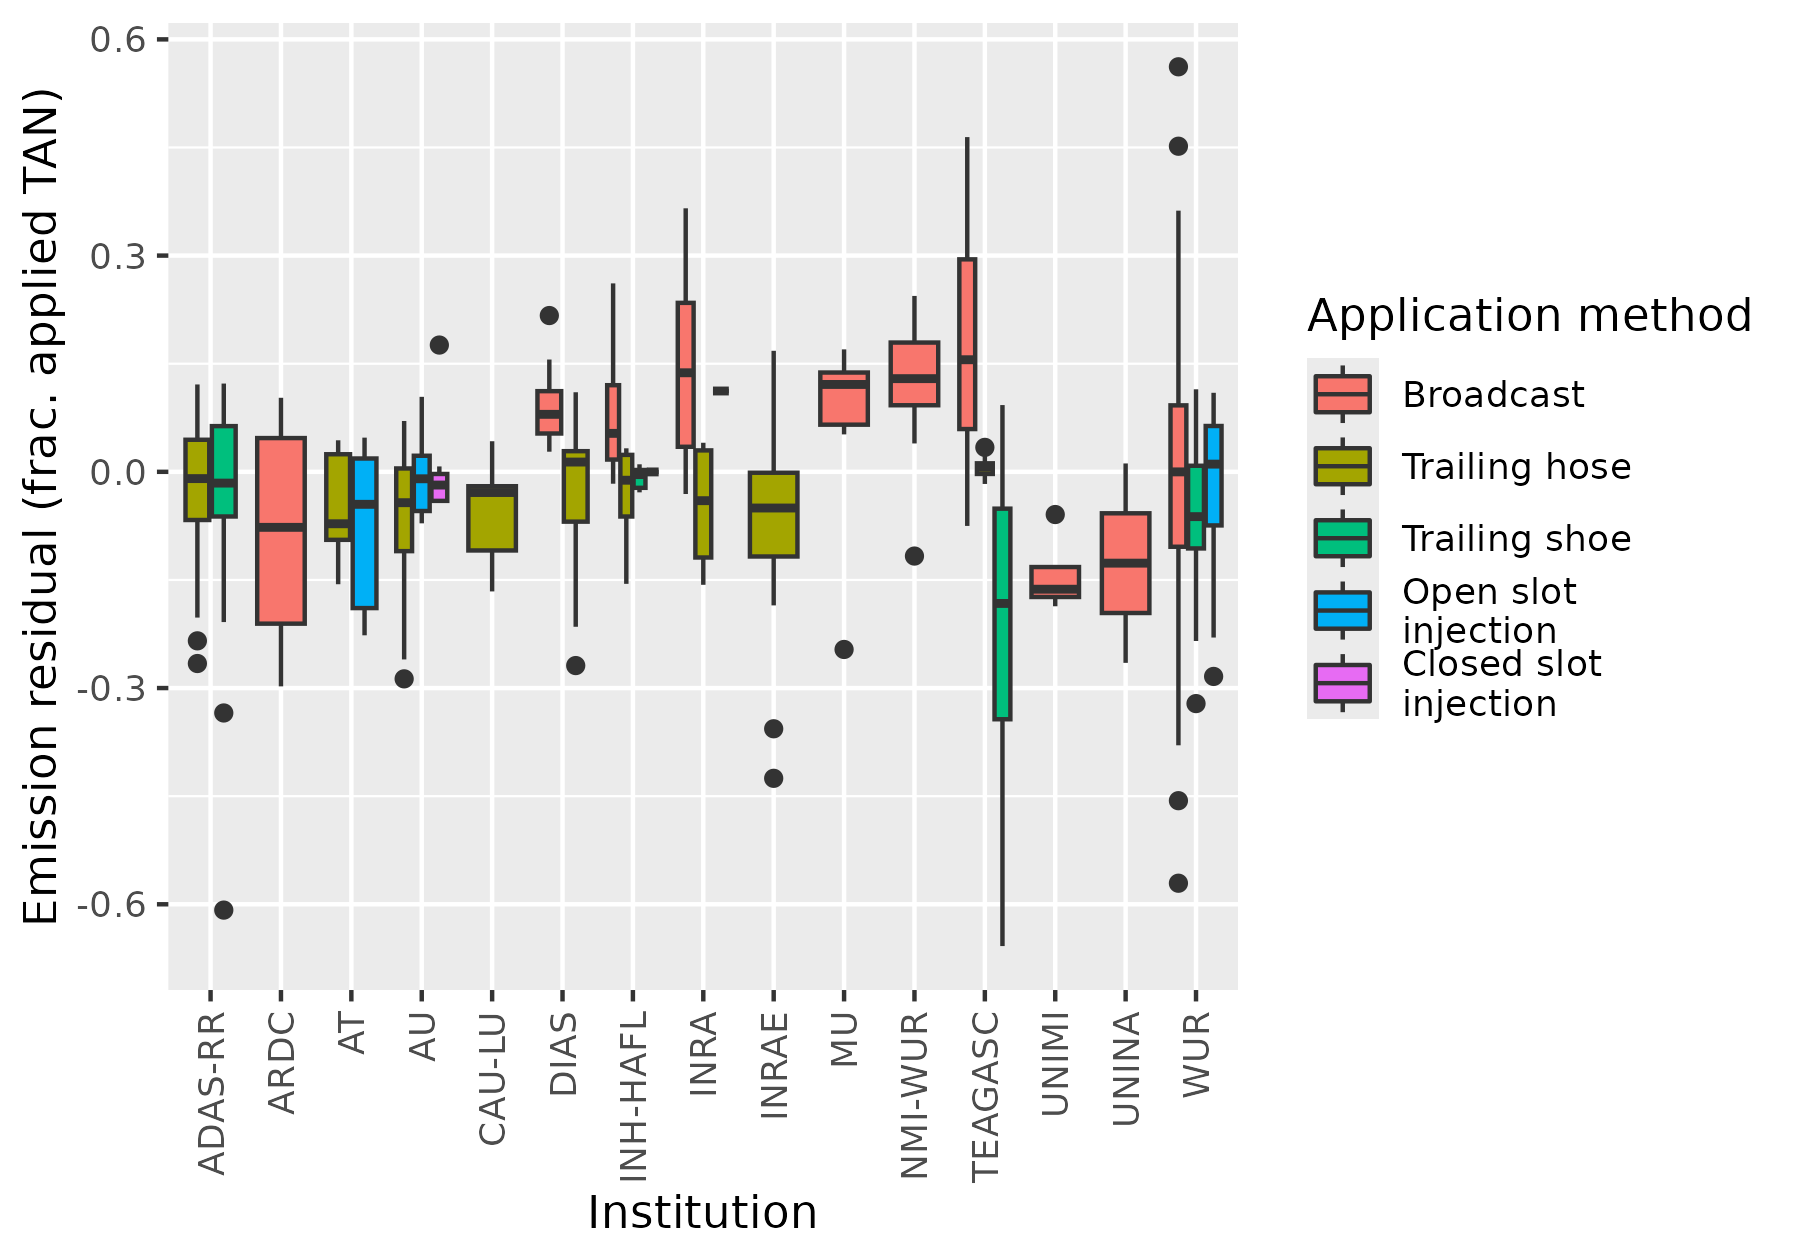 Emission residual (frac. applied TAN)
0.6
0.3
0.0
-0.3
-0.6
ADAS-RR
ARDC
AT
AU
CAU-LU
DIAS
INH-HAFL
INRA
INRAE
MU
NMI-WUR
TEAGASC
UNIMI
UNINA
WUR
Institution
Application method
Broadcast
Trailing hose
Trailing shoe
Open slot
injection
Closed slot
injection